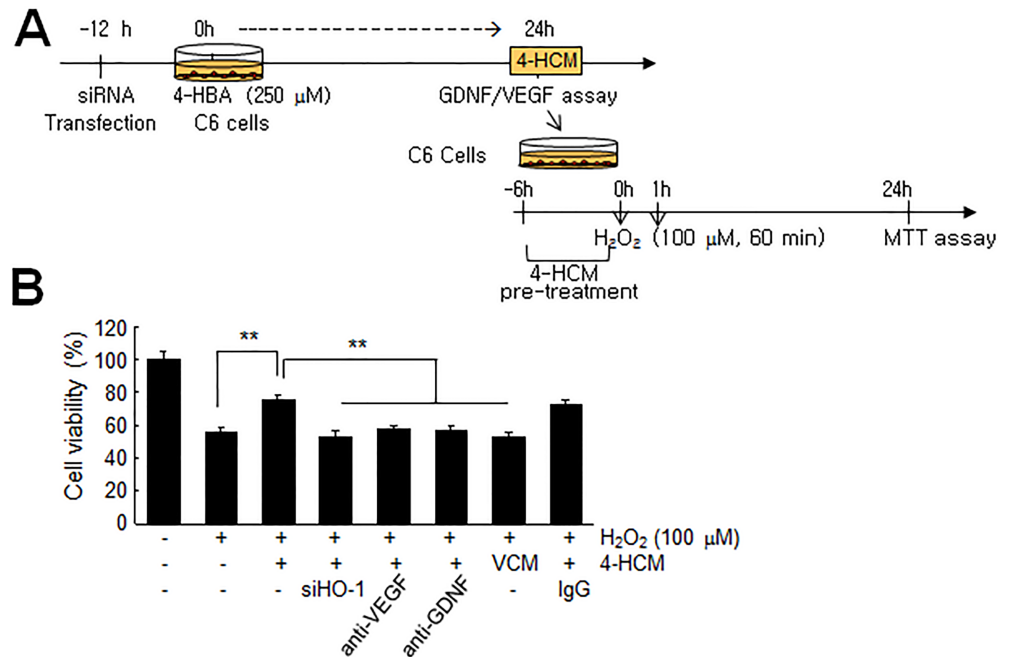 A
-12 h 0h 24h
4-HCM
siRNA 4-HBA (250 μM) GDNF/VEGF assay
Transfection C6 cells
C6 Cells
-6h 0h 1h 24h
H₂O₂ (100 μM, 60 min) MTT assay
4-HCM
pre-treatment
B
Cell viability (%)
120
100
80
60
40
20
0
** **
- + + + + + + + H₂O₂ (100 μM)
- - + + + + VCM + 4-HCM
- - - siHO-1 anti-VEGF anti-GDNF - IgG